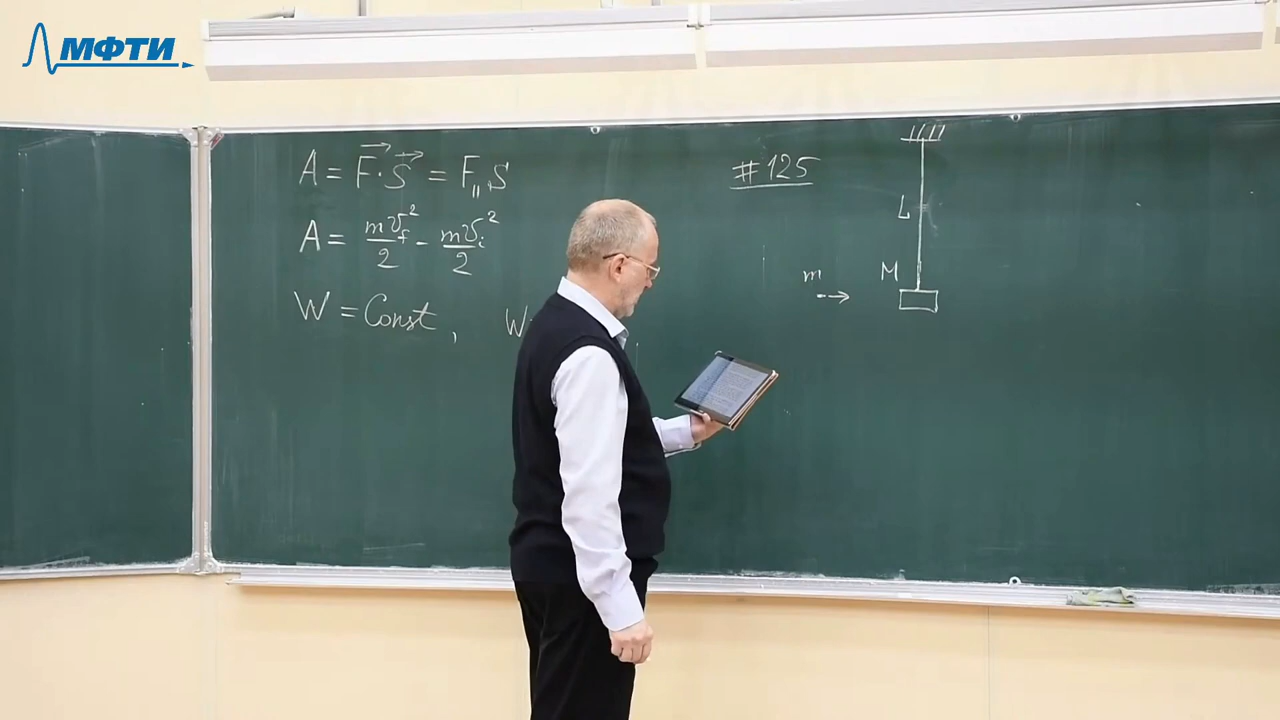 МФТИ
A = F⃗·S⃗ = F||·S
A = mv_f²/2 - mv_i²/2
W = Const, W
#125
L
m
M